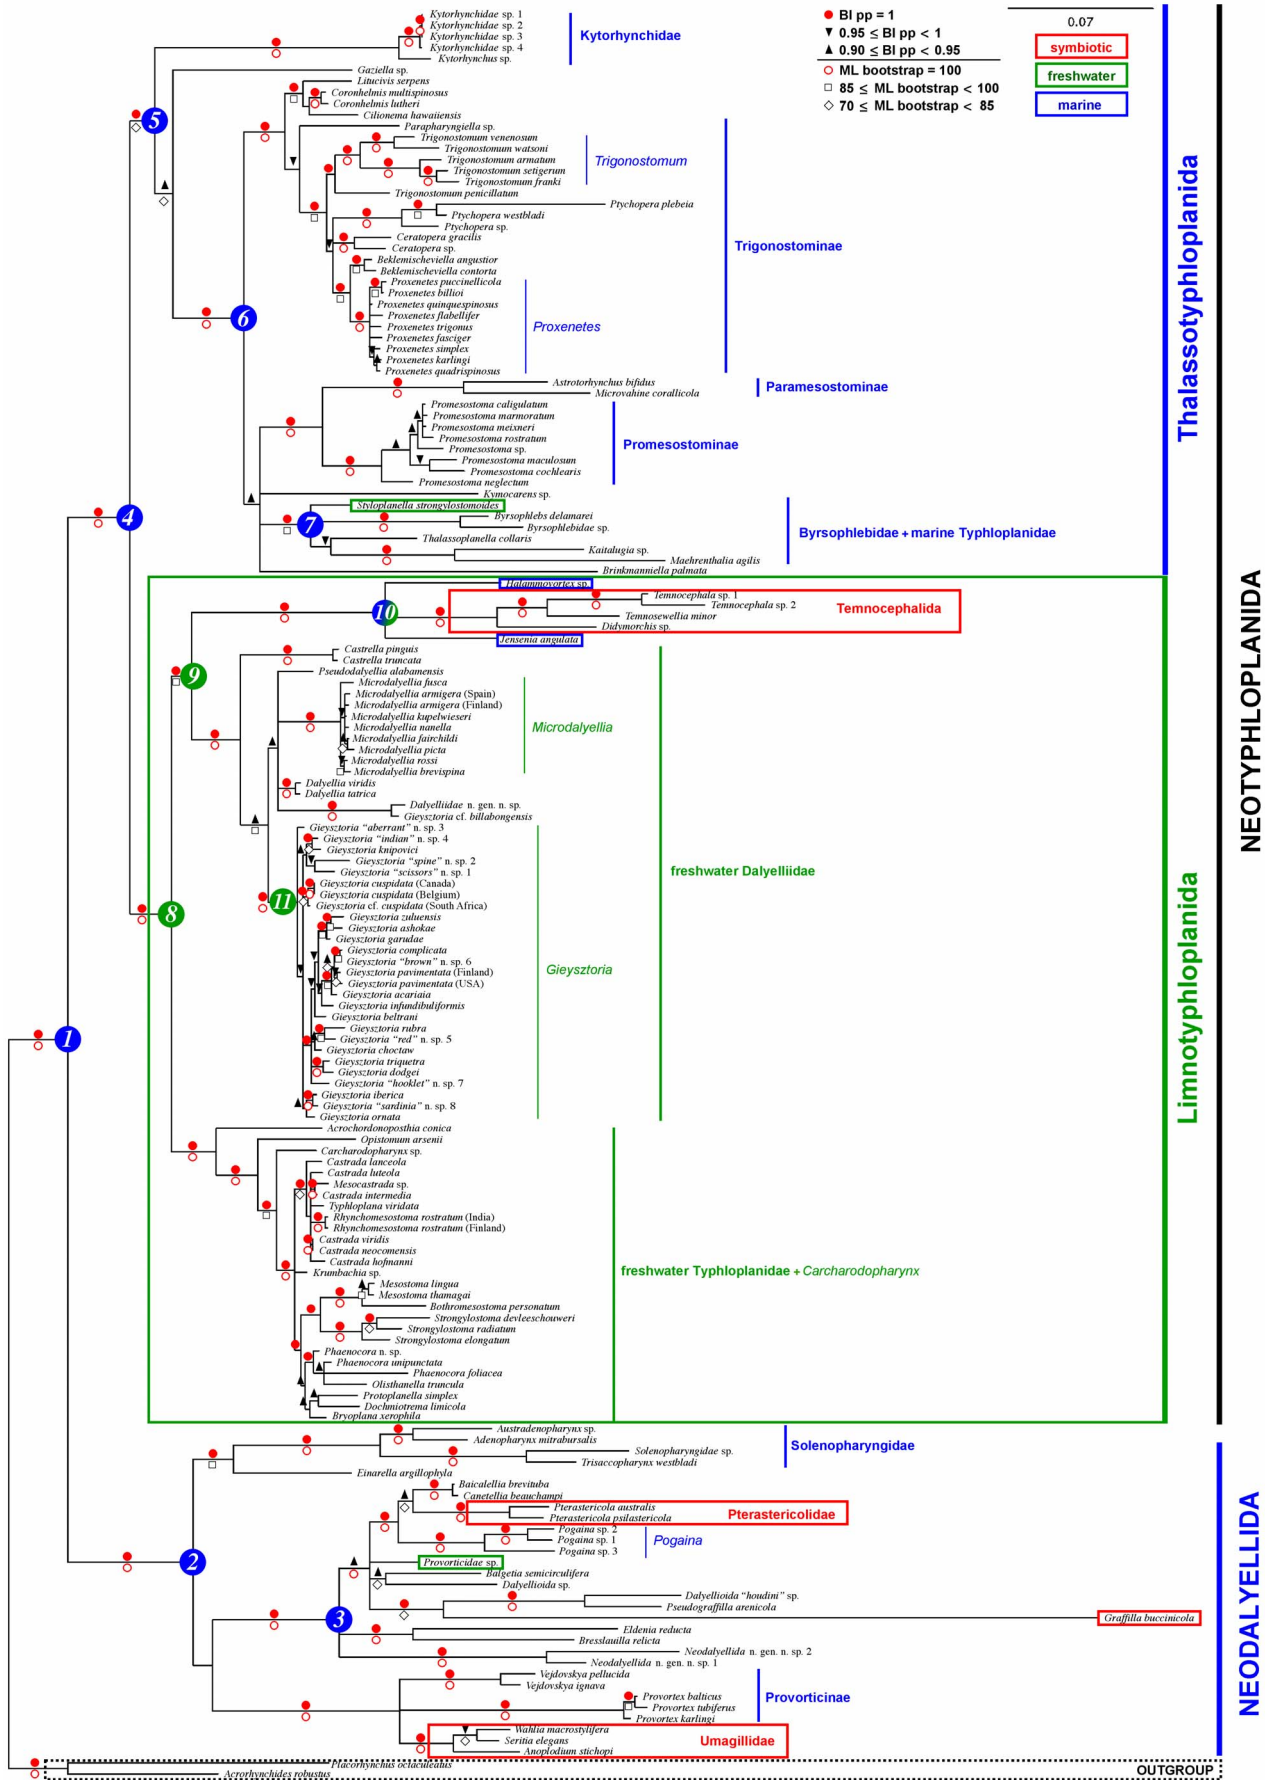 Kytorhynchidae sp. 1
Kytorhynchidae sp. 2
Kytorhynchidae sp. 3
Kytorhynchidae sp. 4
Kytorhynchus sp.
Kytorhynchidae
BI pp = 1
0.95 ≤ BI pp < 1
0.90 ≤ BI pp < 0.95
ML bootstrap = 100
85 ≤ ML bootstrap < 100
70 ≤ ML bootstrap < 85
0.07
symbiotic
freshwater
marine
Gaziella sp.
Litucivis serpens
Coronhelmis multispinosus
Coronhelmis lutheri
Cilionema hawaiiensis
Parapharyngiella sp.
Trigonostomum venenosum
Trigonostomum watsoni
Trigonostomum armatum
Trigonostomum setigerum
Trigonostomum franki
Trigonostomum penicillatum
Trigonostomum
Ptychopera plebeia
Ptychopera westbladi
Ptychopera sp.
Ceratopera gracilis
Ceratopera sp.
Beklemischeviella angustior
Beklemischeviella contorta
Proxenetes puccinellicola
Proxenetes billioi
Proxenetes quinquespinosus
Proxenetes flabellifer
Proxenetes trigonus
Proxenetes fasciger
Proxenetes simplex
Proxenetes karlingi
Proxenetes quadrispinosus
Proxenetes
Trigonostominae
Astrotorhynchus bifidus
Microvahine corallicola
Paramesostominae
Promesostoma caligulatum
Promesostoma marmoratum
Promesostoma meixneri
Promesostoma rostratum
Promesostoma sp.
Promesostoma maculosum
Promesostoma cochlearis
Promesostoma neglectum
Promesostominae
Kymocarens sp.
Styloplanella strongylostomoides
Byrsophlebs delamarei
Byrsophlebidae sp.
Thalassoplanella collaris
Kaitalugia sp.
Maehrenthalia agilis
Byrsophlebidae + marine Typhloplanidae
Brinkmanniella palmata
Thalassotyphloplanida
5
6
4
7
Halammovortex sp.
Temnocephala sp. 1
Temnocephala sp. 2
Temnosewellia minor
Didymorchis sp.
Temnocephalida
Jensenia angulata
10
9
Castrella pinguis
Castrella truncata
Pseudodalyellia alabamensis
Microdalyellia fusca
Microdalyellia armigera (Spain)
Microdalyellia armigera (Finland)
Microdalyellia kupelwieseri
Microdalyellia nanella
Microdalyellia fairchildi
Microdalyellia picta
Microdalyellia rossi
Microdalyellia brevispina
Microdalyellia
Dalyellia viridis
Dalyellia tatrica
Dalyelliidae n. gen. n. sp.
Gieysztoria cf. billabongensis
Gieysztoria "aberrant" n. sp. 3
Gieysztoria "indian" n. sp. 4
Gieysztoria knipovici
Gieysztoria "spine" n. sp. 2
Gieysztoria "scissors" n. sp. 1
Gieysztoria cuspidata (Canada)
Gieysztoria cuspidata (Belgium)
Gieysztoria cf. cuspidata (South Africa)
Gieysztoria zuluensis
Gieysztoria ashokae
Gieysztoria garudae
Gieysztoria complicata
Gieysztoria "brown" n. sp. 6
Gieysztoria pavimentata (Finland)
Gieysztoria pavimentata (USA)
Gieysztoria acariaia
Gieysztoria infundibuliformis
Gieysztoria beltrani
Gieysztoria rubra
Gieysztoria "red" n. sp. 5
Gieysztoria choctaw
Gieysztoria triquetra
Gieysztoria dodgei
Gieysztoria "hooklet" n. sp. 7
Gieysztoria iberica
Gieysztoria "sardinia" n. sp. 8
Gieysztoria ornata
Gieysztoria
freshwater Dalyelliidae
11
8
1
Acrochordonoposthia conica
Opistomum arsenii
Carcharodopharynx sp.
Castrada lanceola
Castrada luteola
Mesocastrada sp.
Castrada intermedia
Typhloplana viridata
Rhynchomesostoma rostratum (India)
Rhynchomesostoma rostratum (Finland)
Castrada viridis
Castrada neocomensis
Castrada hofmanni
Krumbachia sp.
Mesostoma lingua
Mesostoma thamagai
Bothromesostoma personatum
Strongylostoma devleeschouweri
Strongylostoma radiatum
Strongylostoma elongatum
Phaenocora n. sp.
Phaenocora unipunctata
Phaenocora foliacea
Olisthanella truncula
Protoplanella simplex
Dochmiotrema limicola
Bryoplana xerophila
freshwater Typhloplanidae + Carcharodopharynx
Limnotyphloplanida
NEOTYPHLOPLANIDA
Austradenopharynx sp.
Adenopharynx mitrabursalis
Solenopharyngidae sp.
Trisaccopharynx westbladi
Einarella argillophyla
Solenopharyngidae
Baicalellia brevituba
Canetellia beauchampi
Pterastericola australis
Pterastericola psilastericola
Pterastericolidae
Pogaina sp. 2
Pogaina sp. 1
Pogaina sp. 3
Pogaina
Provorticidae sp.
Balgetia semicirculifera
Dalyellioida sp.
Dalyellioida "houdini" sp.
Pseudograffilla arenicola
Graffilla buccinicola
Eldenia reducta
Bresslauilla relicta
Neodalyellida n. gen. n. sp. 2
Neodalyellida n. gen. n. sp. 1
2
3
Vejdovskya pellucida
Vejdovskya ignava
Provortex balticus
Provortex tubiferus
Provortex karlingi
Provorticinae
Wahlia macrostylifera
Seritia elegans
Anoplodium stichopi
Umagillidae
NEODALYELLIDA
Placorhynchus octaculeatus
Acrorhynchides robustus
OUTGROUP